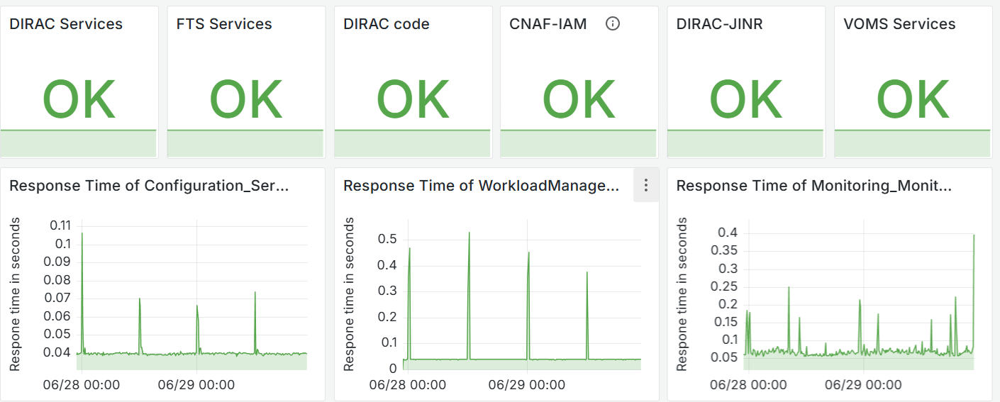 DIRAC Services
FTS Services
DIRAC code
CNAF-IAM
DIRAC-JINR
VOMS Services
OK
OK
OK
OK
OK
OK
Response Time of Configuration_Ser...
Respone time in seconds
0.11
0.1
0.09
0.08
0.07
0.06
0.05
0.04
06/28 00:00
06/29 00:00
Response Time of WorkloadManage...
Respone time in seconds
0.5
0.4
0.3
0.2
0.1
0
06/28 00:00
06/29 00:00
Response Time of Monitoring_Monit...
Respone time in seconds
0.4
0.35
0.3
0.25
0.2
0.15
0.1
0.05
06/28 00:00
06/29 00:00